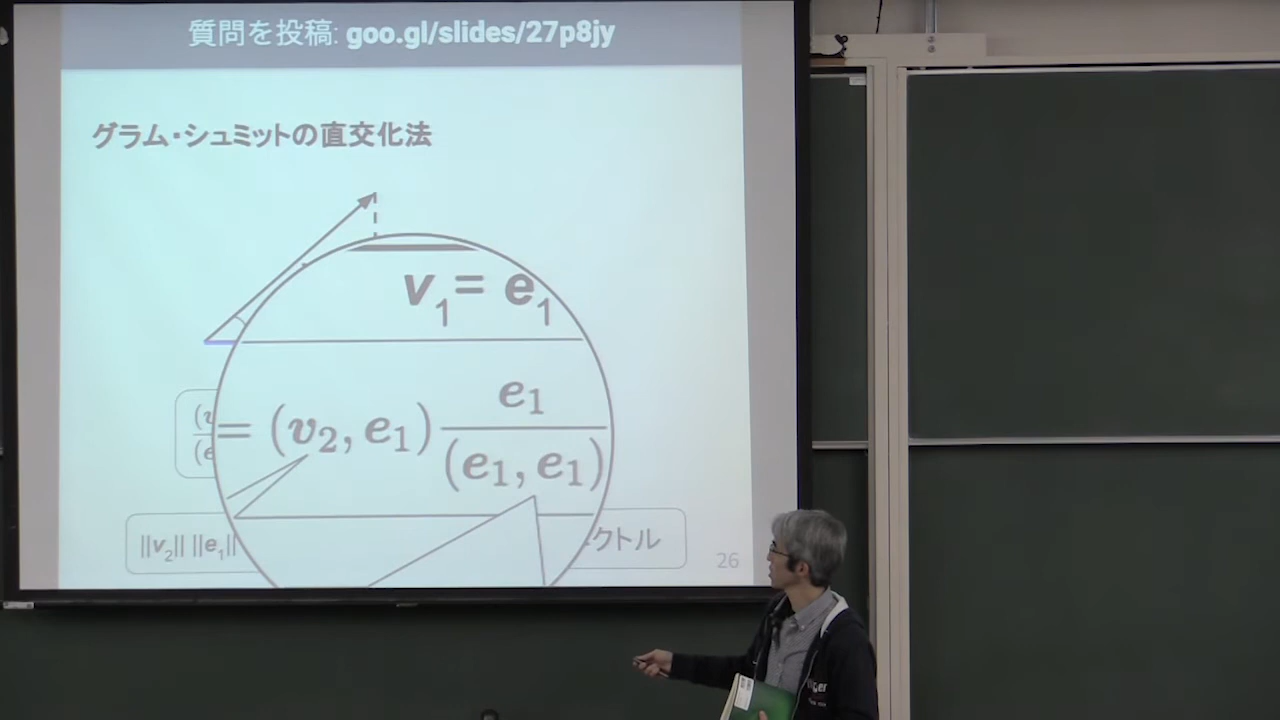 質問を投稿: goo.gl/slides/27p8jy
グラム・シュミットの直交化法
v₁= e₁
= (v₂, e₁) e₁ / (e₁, e₁)
‖v₂‖ ‖e₁‖
クトル
26